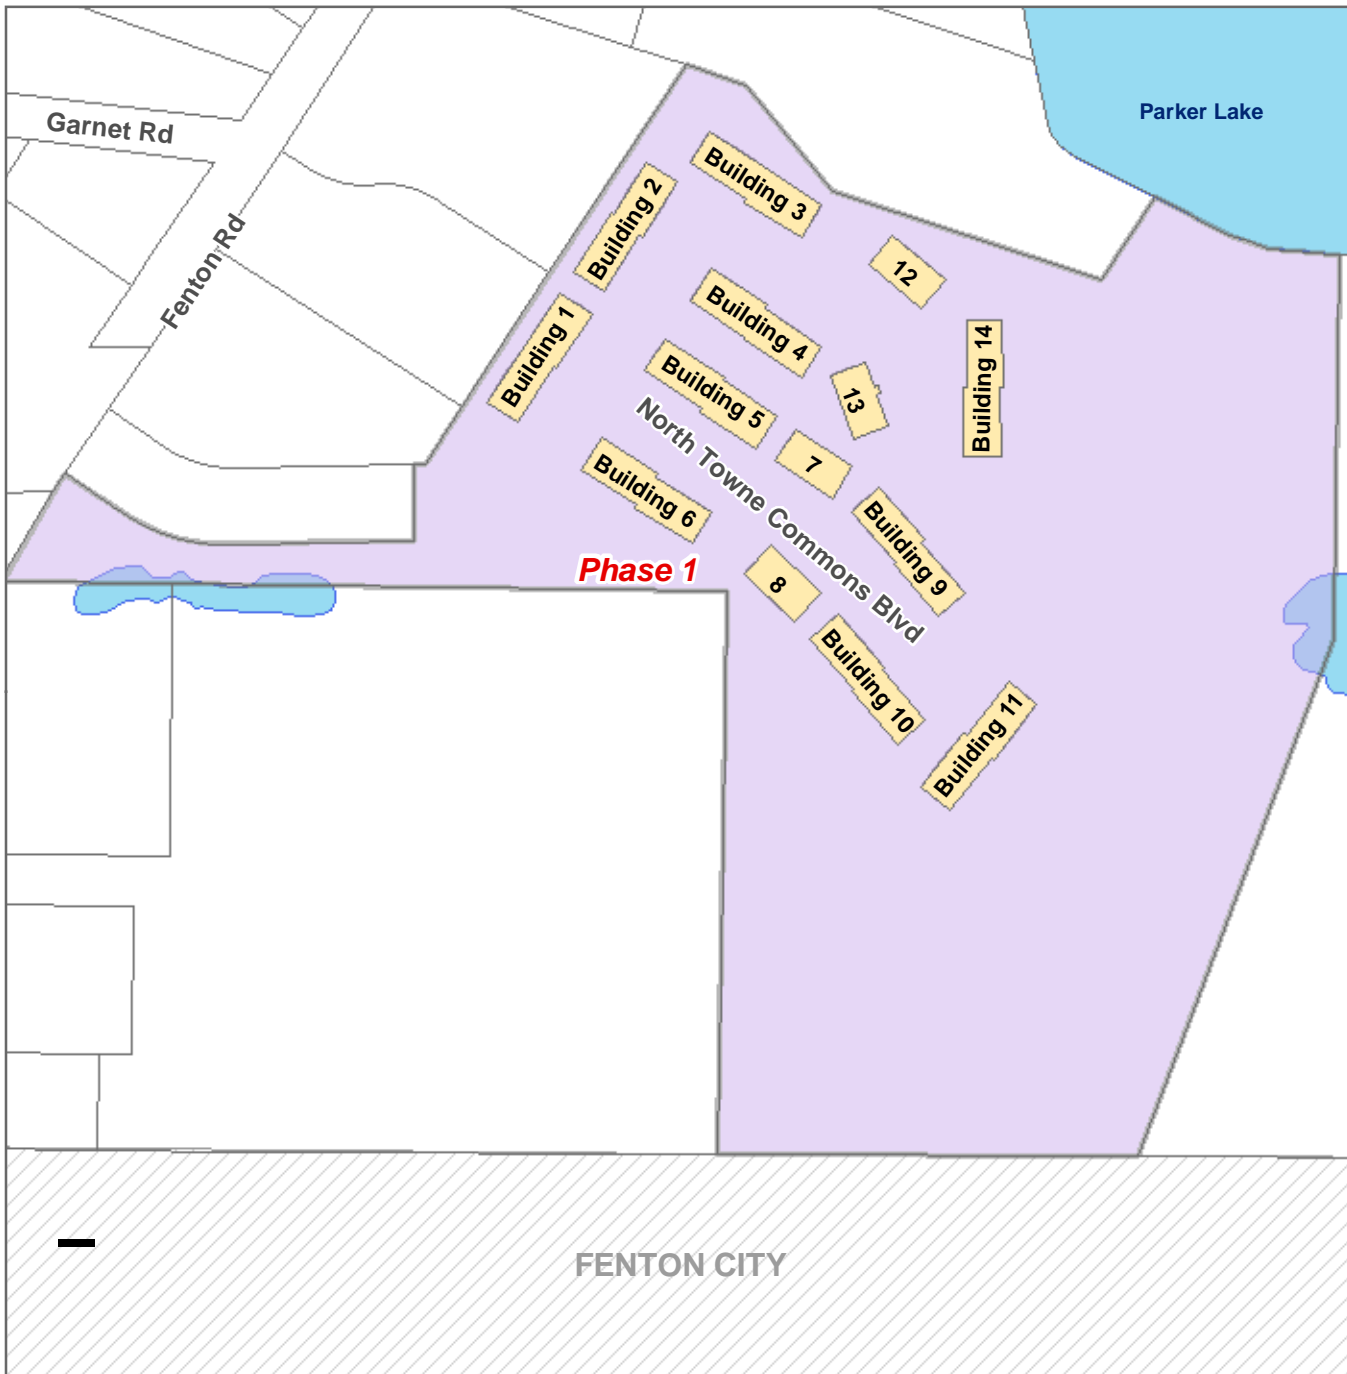 Parker Lake
Garnet Rd
Fenton Rd
Building 3
Building 2
12
Building 1
Building 4
Building 14
Building 5
13
North Towne Commons Blvd
7
Building 6
Building 9
Phase 1
8
Building 10
Building 11
FENTON CITY